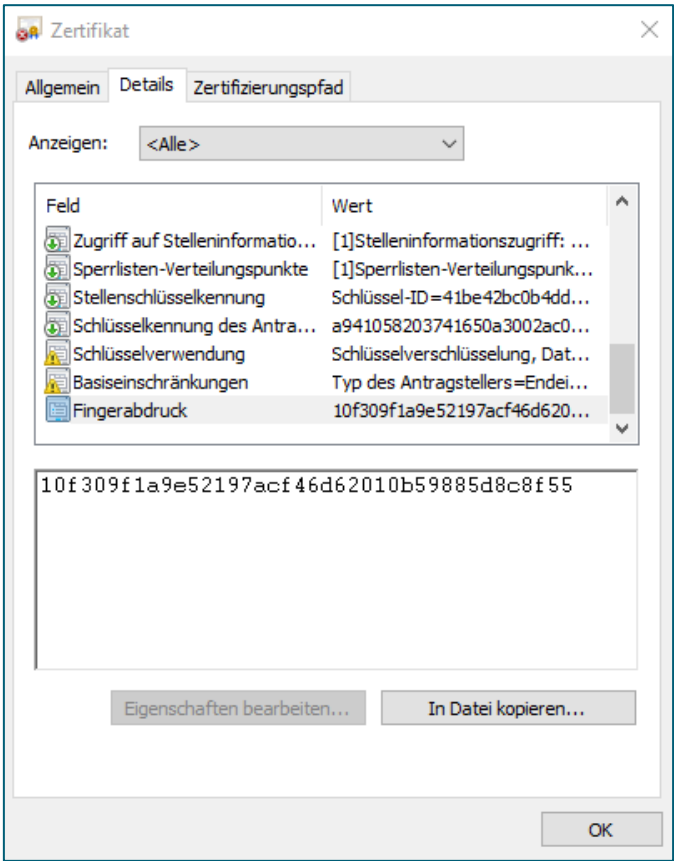 Zertifikat
Allgemein Details Zertifizierungspfad
Anzeigen: <Alle>
Feld Wert
Zugriff auf Stelleninformatio... [1]Stelleninformationszugriff: ...
Sperrlisten-Verteilungspunkte [1]Sperrlisten-Verteilungspunk...
Stellenschlüsselkennung Schlüssel-ID=41be42bc0b4dd...
Schlüsselkennung des Antra... a941058203741650a3002ac0...
Schlüsselverwendung Schlüsselverschlüsselung, Dat...
Basiseinschränkungen Typ des Antragstellers=Endei...
Fingerabdruck 10f309f1a9e52197acf46d620...
10f309f1a9e52197acf46d62010b59885d8c8f55
Eigenschaften bearbeiten... In Datei kopieren...
OK